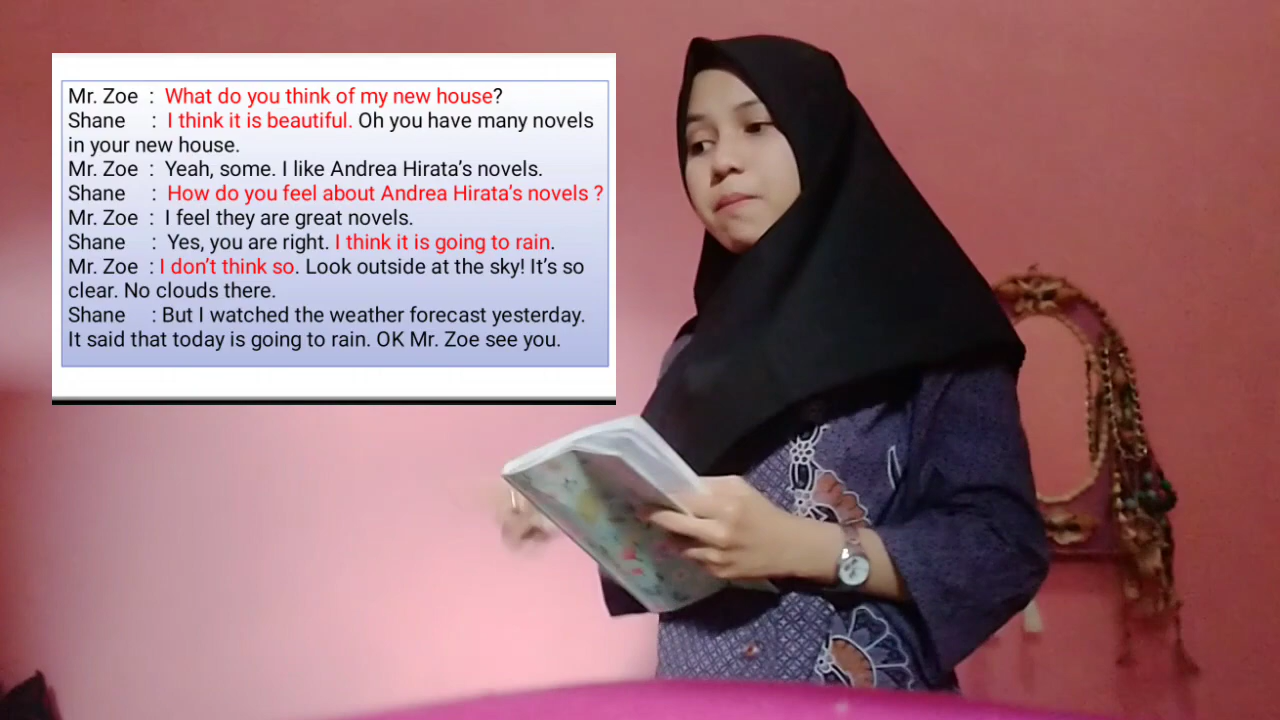 Mr. Zoe : What do you think of my new house?
Shane : I think it is beautiful. Oh you have many novels
in your new house.
Mr. Zoe : Yeah, some. I like Andrea Hirata's novels.
Shane : How do you feel about Andrea Hirata's novels ?
Mr. Zoe : I feel they are great novels.
Shane : Yes, you are right. I think it is going to rain.
Mr. Zoe : I don't think so. Look outside at the sky! It's so
clear. No clouds there.
Shane : But I watched the weather forecast yesterday.
It said that today is going to rain. OK Mr. Zoe see you.